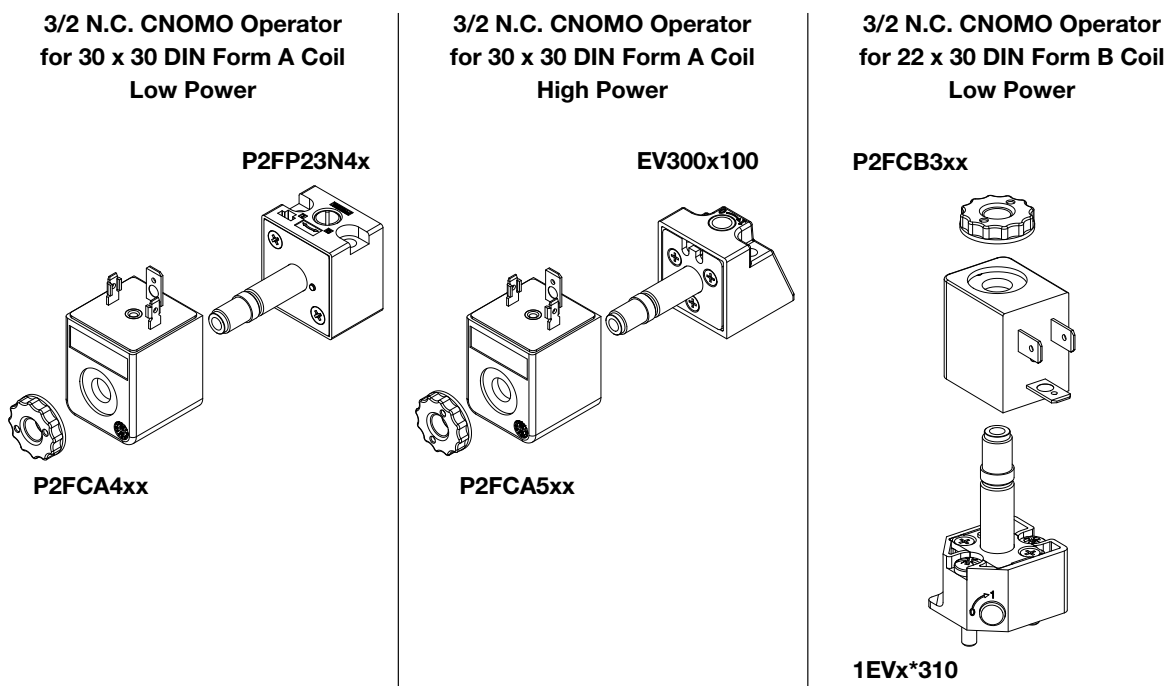 3/2 N.C. CNOMO Operator
for 30 x 30 DIN Form A Coil
Low Power
P2FP23N4x
P2FCA4xx
3/2 N.C. CNOMO Operator
for 30 x 30 DIN Form A Coil
High Power
EV300x100
P2FCA5xx
3/2 N.C. CNOMO Operator
for 22 x 30 DIN Form B Coil
Low Power
P2FCB3xx
0 1
1EVx*310